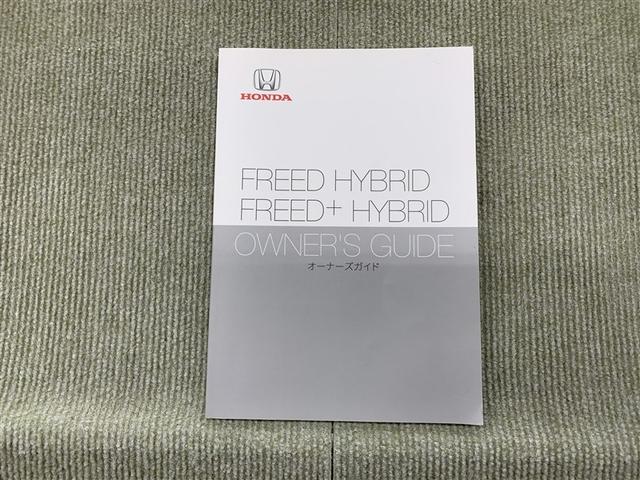 HONDA
FREED HYBRID
FREED+ HYBRID
OWNER'S GUIDE
オーナーズガイド